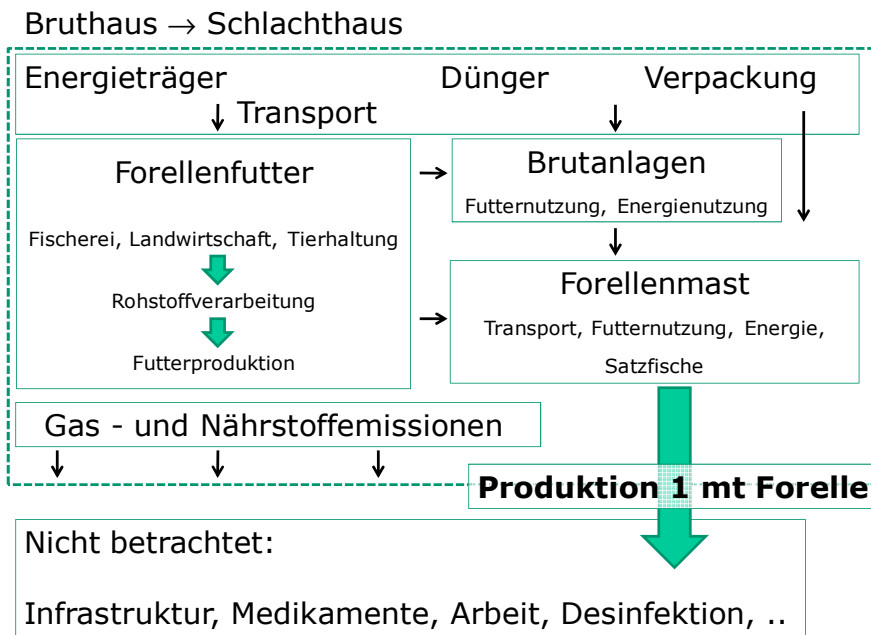 Bruthaus → Schlachthaus
Energieträger Dünger Verpackung
Transport
Forellenfutter
Fischerei, Landwirtschaft, Tierhaltung
Rohstoffverarbeitung
Futterproduktion
Brutanlagen
Futternutzung, Energienutzung
Forellenmast
Transport, Futternutzung, Energie,
Satzfische
Gas - und Nährstoffemissionen
Produktion 1 mt Forelle
Nicht betrachtet:
Infrastruktur, Medikamente, Arbeit, Desinfektion, ..